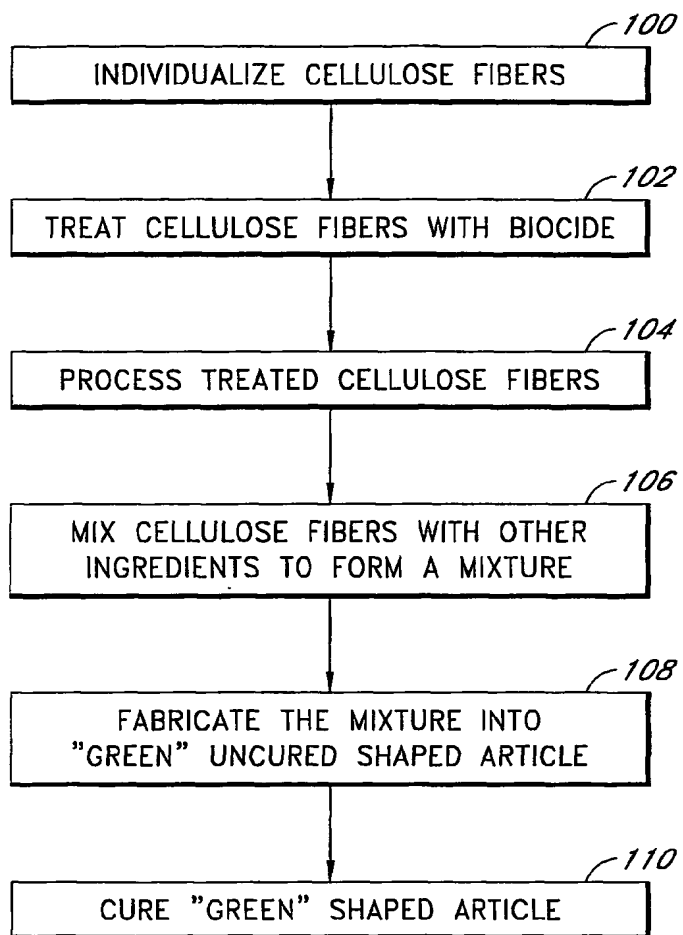 100
INDIVIDUALIZE CELLULOSE FIBERS
102
TREAT CELLULOSE FIBERS WITH BIOCIDE
104
PROCESS TREATED CELLULOSE FIBERS
106
MIX CELLULOSE FIBERS WITH OTHER
INGREDIENTS TO FORM A MIXTURE
108
FABRICATE THE MIXTURE INTO
"GREEN" UNCURED SHAPED ARTICLE
110
CURE "GREEN" SHAPED ARTICLE